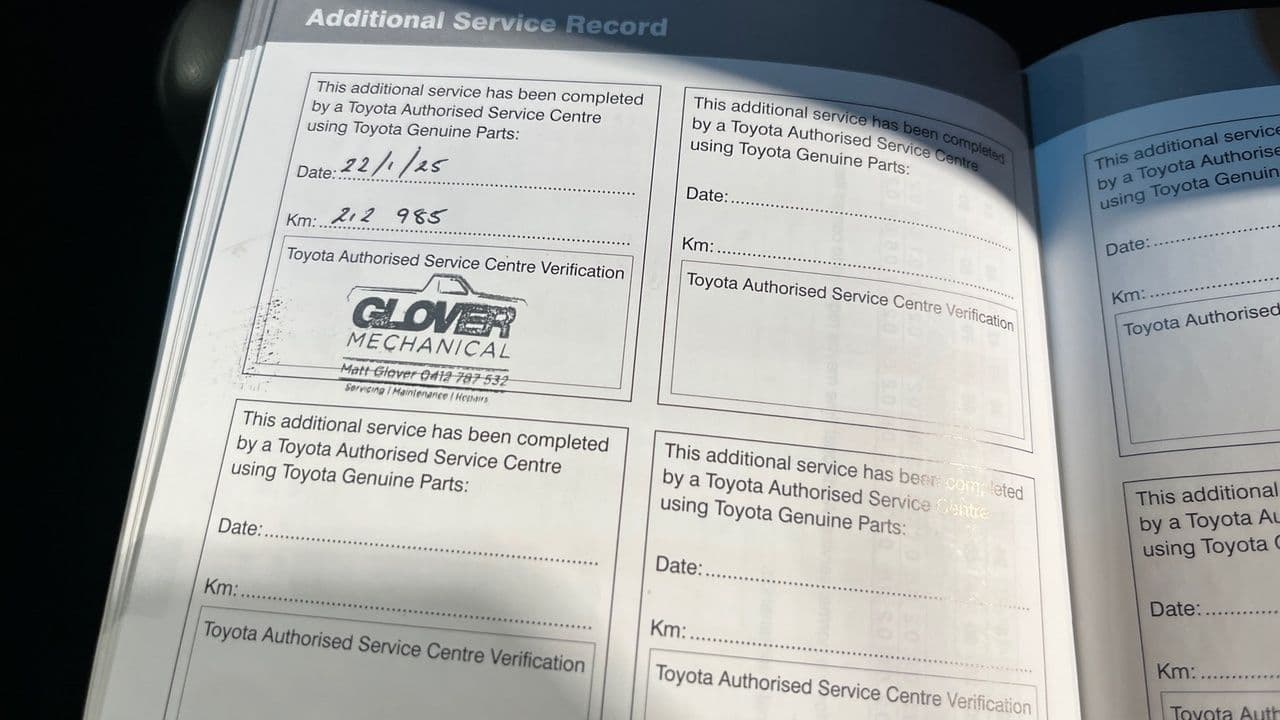 Additional Service Record
This additional service has been completed
by a Toyota Authorised Service Centre
using Toyota Genuine Parts:
Date: 22/1/25
Km: 212 985
Toyota Authorised Service Centre Verification
GLOVER
MECHANICAL
Matt Glover 0412 787 532
Servicing | Maintenance | Repairs
This additional service has been completed
by a Toyota Authorised Service Centre
using Toyota Genuine Parts:
Date:
Km:
Toyota Authorised Service Centre Verification
This additional service has been completed
by a Toyota Authorised Service Centre
using Toyota Genuine Parts:
Date:
Km:
Toyota Authorised Service Centre Verification
This additional service has been completed
by a Toyota Authorised Service Centre
using Toyota Genuine Parts:
Date:
Km:
Toyota Authorised Service Centre Verification
This additional service
by a Toyota Authorise
using Toyota Genuin
Date:
Km:
Toyota Authorised
This additional
by a Toyota Au
using Toyota
Date:
Km:
Toyota Auth